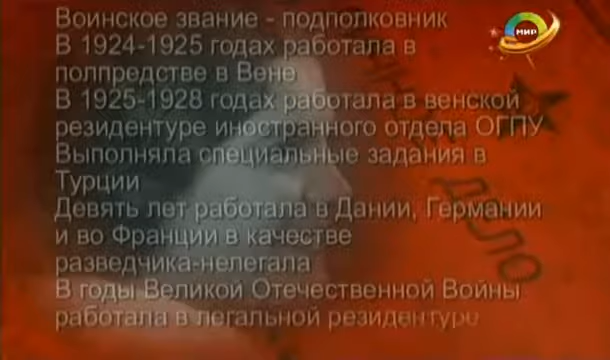 Воинское звание - подполковник
В 1924-1925 годах работала в
полпредстве в Вене
В 1925-1928 годах работала в венской
резидентуре иностранного отдела ОГПУ
Выполняла специальные задания в
Турции
Девять лет работала в Дании, Германии
и во Франции в качестве
разведчика-нелегала
В годы Великой Отечественной Войны
работала в легальной резидентуре
МИР
ДЕЛО